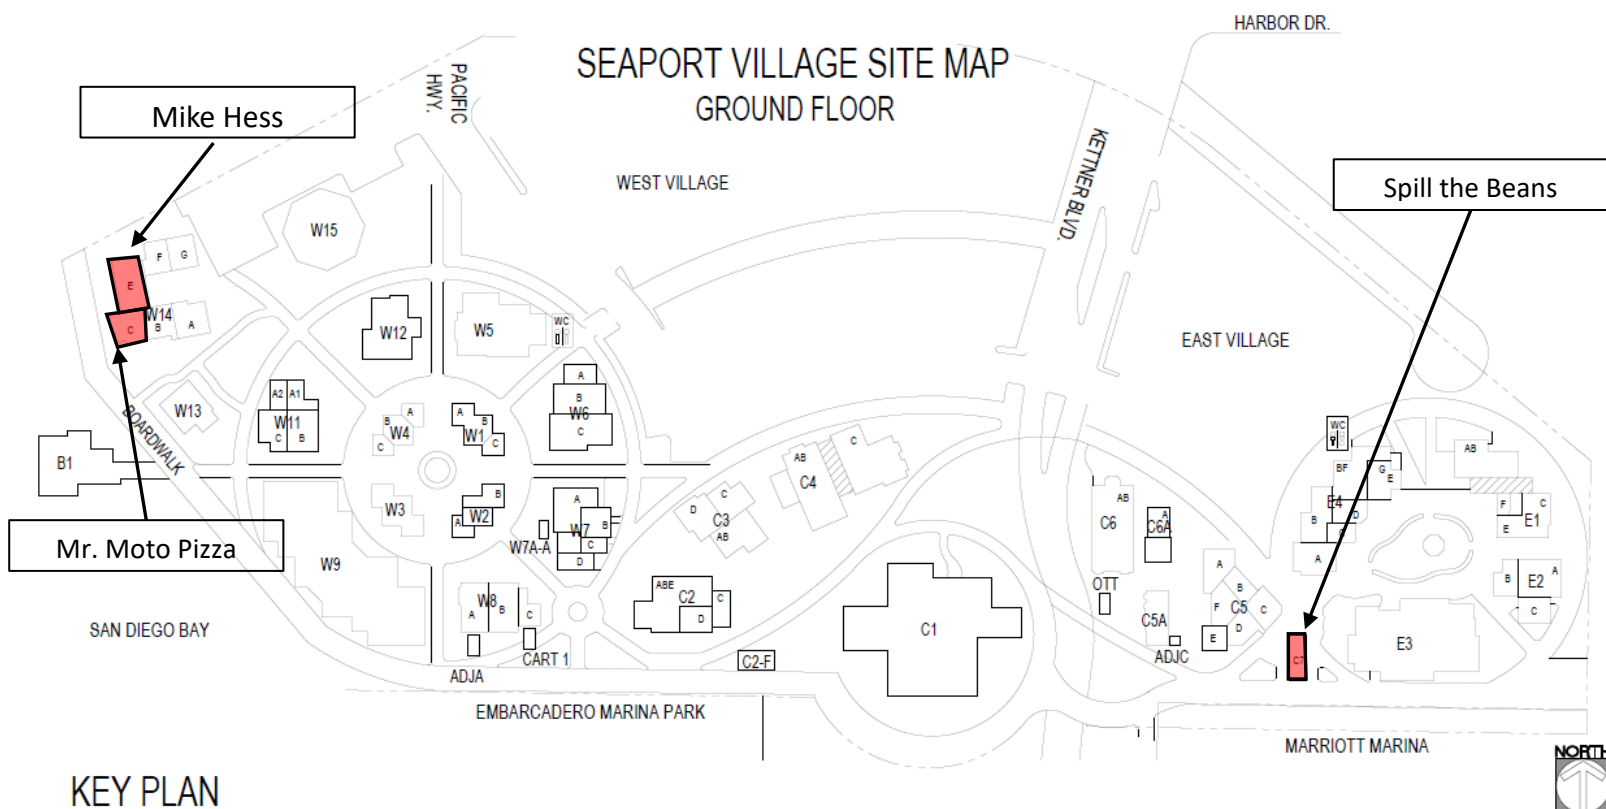 HARBOR DR.
SEAPORT VILLAGE SITE MAP
GROUND FLOOR
PACIFIC
HWY.
Mike Hess
KETTNER BLVD.
WEST VILLAGE
Spill the Beans
W15
F
G
E
W14
C
B
A
W12
W5
WC
EAST VILLAGE
A
B
W6
C
A2
A1
W11
C
B
W13
BOARDWALK
A
B
W4
C
A
B
W1
C
B1
WC
AB
C
C4
AB
BF
G
E
E4
B
D
C
A
F
C
E1
E
W3
B
W2
A
A
B
W7
C
D
W7A-A
C
D
C3
AB
AB
C6
A
C6A
Mr. Moto Pizza
W9
ABE
C2
C
D
W8
A
B
C
C1
OTT
C5A
A
B
F
C5
C
D
E
B
A
E2
C
SAN DIEGO BAY
E3
C7
ADJA
CART 1
C2-F
ADJC
EMBARCADERO MARINA PARK
MARRIOTT MARINA
NORTH
KEY PLAN